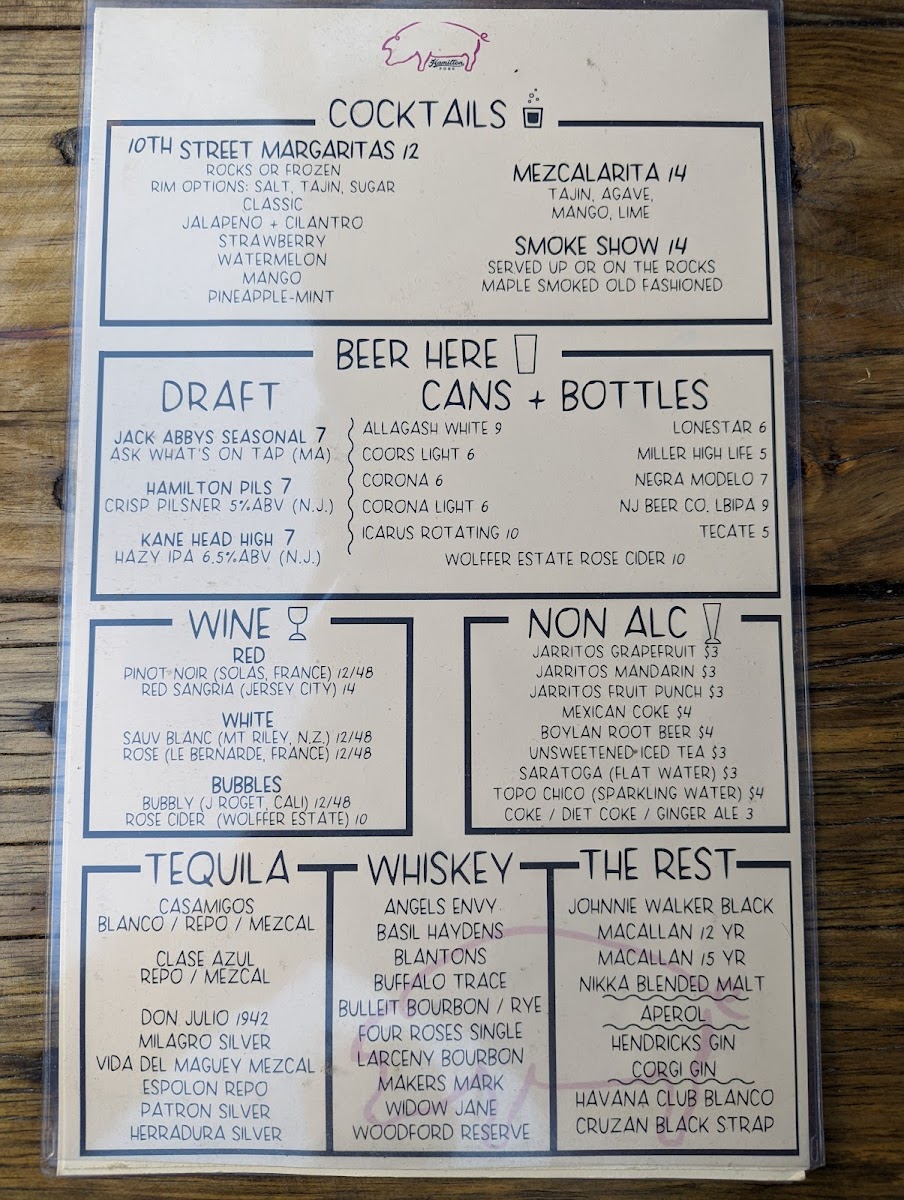 Hamilton
PORK
COCKTAILS
10TH STREET MARGARITAS 12
ROCKS OR FROZEN
RIM OPTIONS: SALT, TAJIN, SUGAR
CLASSIC
JALAPENO + CILANTRO
STRAWBERRY
WATERMELON
MANGO
PINEAPPLE-MINT
MEZCALARITA 14
TAJIN, AGAVE,
MANGO, LIME
SMOKE SHOW 14
SERVED UP OR ON THE ROCKS
MAPLE SMOKED OLD FASHIONED
BEER HERE
DRAFT
JACK ABBYS SEASONAL 7
ASK WHAT'S ON TAP (MA)
HAMILTON PILS 7
CRISP PILSNER 5%ABV (N.J.)
KANE HEAD HIGH 7
HAZY IPA 6.5%ABV (N.J.)
CANS + BOTTLES
ALLAGASH WHITE 9
COORS LIGHT 6
CORONA 6
CORONA LIGHT 6
ICARUS ROTATING 10
LONESTAR 6
MILLER HIGH LIFE 5
NEGRA MODELO 7
NJ BEER CO. LBIPA 9
TECATE 5
WOLFFER ESTATE ROSE CIDER 10
WINE
RED
PINOT NOIR (SOLAS, FRANCE) 12/48
RED SANGRIA (JERSEY CITY) 14
WHITE
SAUV BLANC (MT RILEY, N.Z.) 12/48
ROSE (LE BERNARDE, FRANCE) 12/48
BUBBLES
BUBBLY (J ROGET, CALI) 12/48
ROSE CIDER (WOLFFER ESTATE) 10
NON ALC
JARRITOS GRAPEFRUIT $3
JARRITOS MANDARIN $3
JARRITOS FRUIT PUNCH $3
MEXICAN COKE $4
BOYLAN ROOT BEER $4
UNSWEETENED ICED TEA $3
SARATOGA (FLAT WATER) $3
TOPO CHICO (SPARKLING WATER) $4
COKE / DIET COKE / GINGER ALE 3
TEQUILA
CASAMIGOS
BLANCO / REPO / MEZCAL
CLASE AZUL
REPO / MEZCAL
DON JULIO 1942
MILAGRO SILVER
VIDA DEL MAGUEY MEZCAL
ESPOLON REPO
PATRON SILVER
HERRADURA SILVER
WHISKEY
ANGELS ENVY
BASIL HAYDENS
BLANTONS
BUFFALO TRACE
BULLEIT BOURBON / RYE
FOUR ROSES SINGLE
LARCENY BOURBON
MAKERS MARK
WIDOW JANE
WOODFORD RESERVE
THE REST
JOHNNIE WALKER BLACK
MACALLAN 12 YR
MACALLAN 15 YR
NIKKA BLENDED MALT
APEROL
HENDRICKS GIN
CORGI GIN
HAVANA CLUB BLANCO
CRUZAN BLACK STRAP